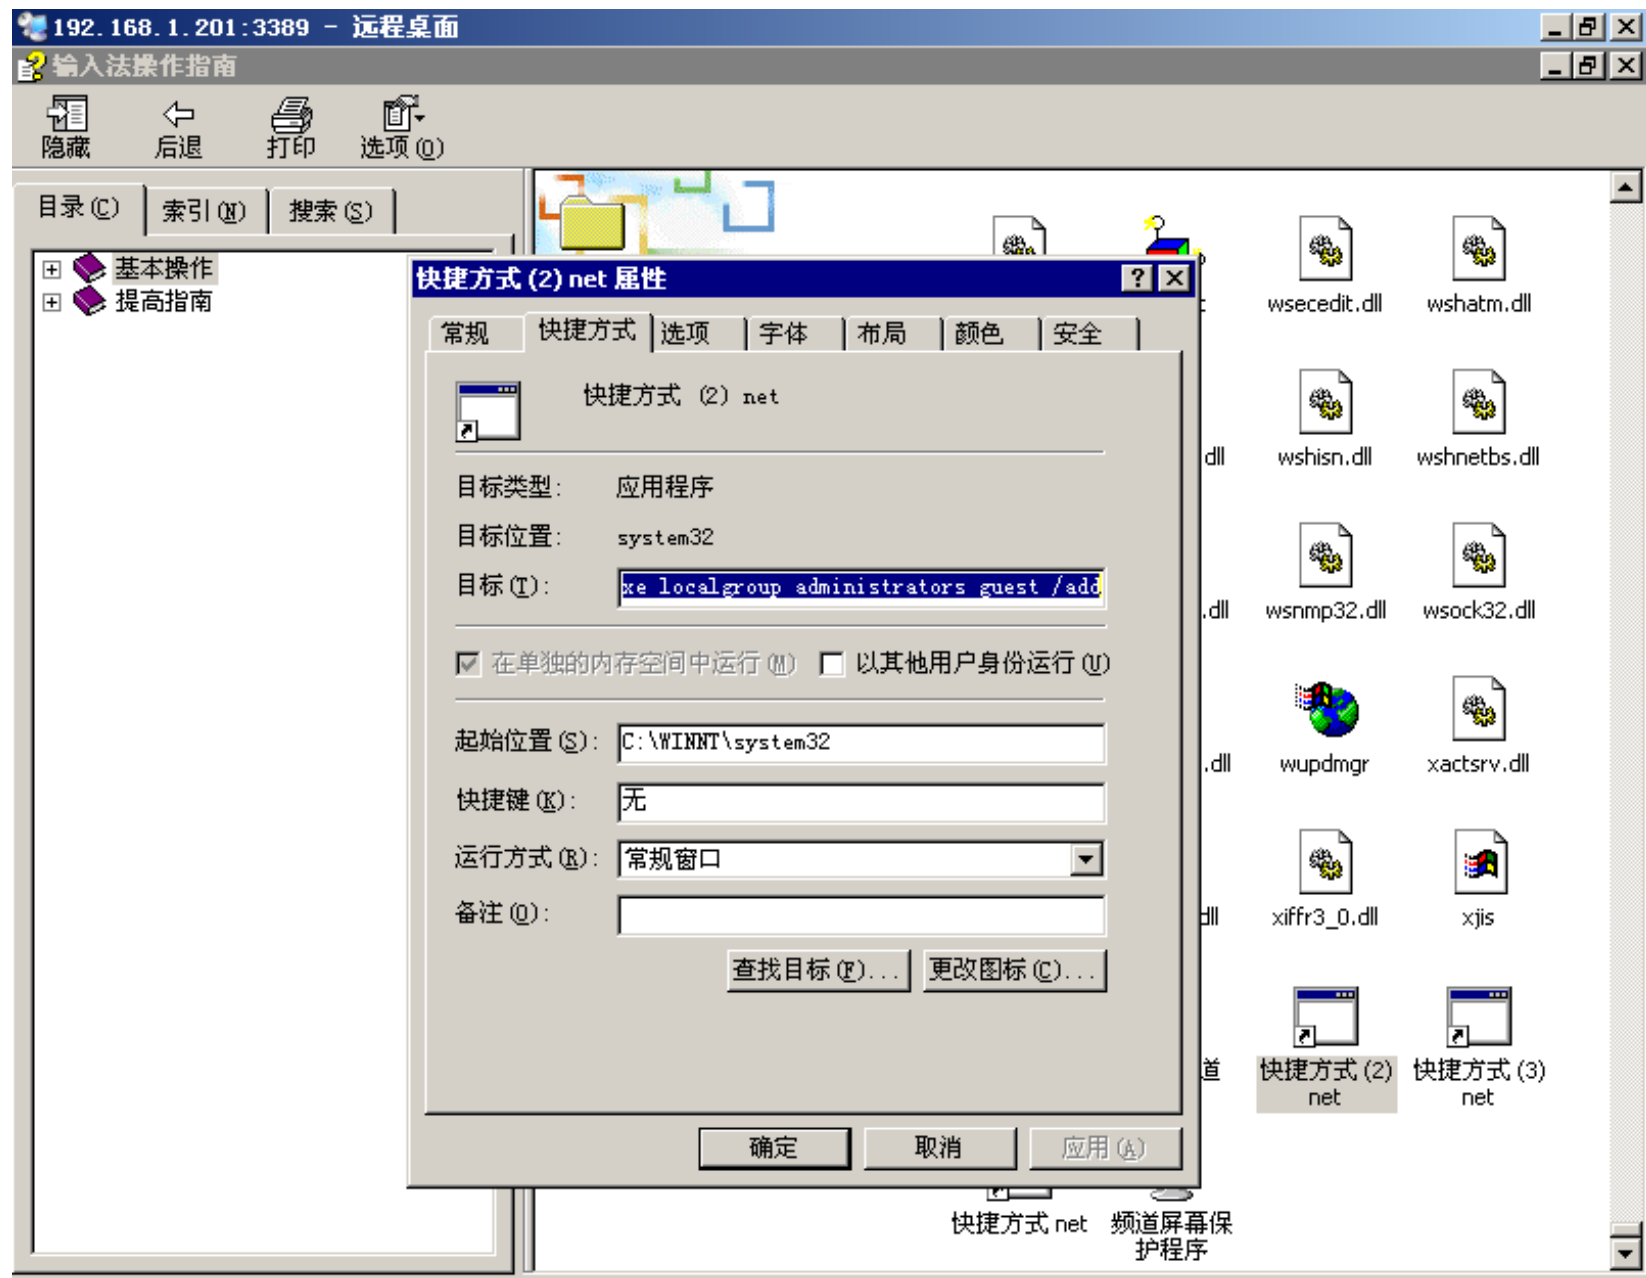 192.168.1.201:3389 - 远程桌面
输入法操作指南
隐藏
后退
打印
选项(O)
目录(C)
索引(N)
搜索(S)
基本操作
提高指南
快捷方式 (2) net 属性
常规
快捷方式
选项
字体
布局
颜色
安全
快捷方式 (2) net
目标类型:
应用程序
目标位置:
system32
目标(T):
xe localgroup administrators guest /add
在单独的内存空间中运行(M)
以其他用户身份运行(U)
起始位置(S):
C:\WINNT\system32
快捷键(K):
无
运行方式(R):
常规窗口
备注(O):
查找目标(F)...
更改图标(C)...
确定
取消
应用(A)
wsecedit.dll
wshatm.dll
dll
wshisn.dll
wshnetbs.dll
.dll
wsnmp32.dll
wsock32.dll
.dll
wupdmgr
xactsrv.dll
dll
xiffr3_0.dll
xjis
道
快捷方式 (2)
net
快捷方式 (3)
net
快捷方式 net
频道屏幕保
护程序